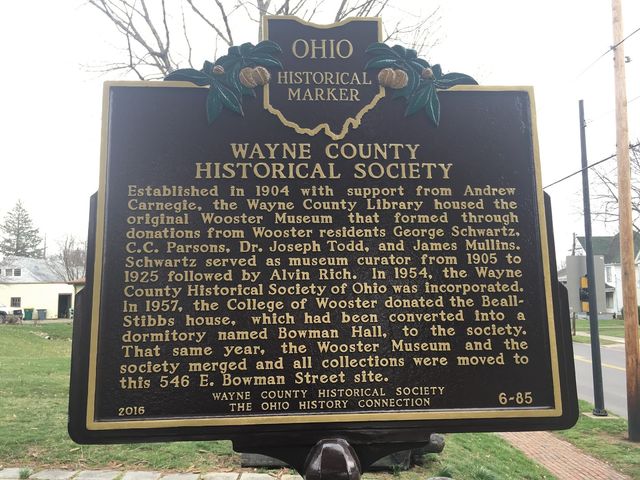 OHIO
HISTORICAL
MARKER
WAYNE COUNTY
HISTORICAL SOCIETY
Established in 1904 with support from Andrew
Carnegie, the Wayne County Library housed the
original Wooster Museum that formed through
donations from Wooster residents George Schwartz,
C.C. Parsons, Dr. Joseph Todd, and James Mullins.
Schwartz served as museum curator from 1905 to
1925 followed by Alvin Rich. In 1954, the Wayne
County Historical Society of Ohio was incorporated.
In 1957, the College of Wooster donated the Beall-
Stibbs house, which had been converted into a
dormitory named Bowman Hall, to the society.
That same year, the Wooster Museum and the
society merged and all collections were moved to
this 546 E. Bowman Street site.
WAYNE COUNTY HISTORICAL SOCIETY
THE OHIO HISTORY CONNECTION
2016
6-85